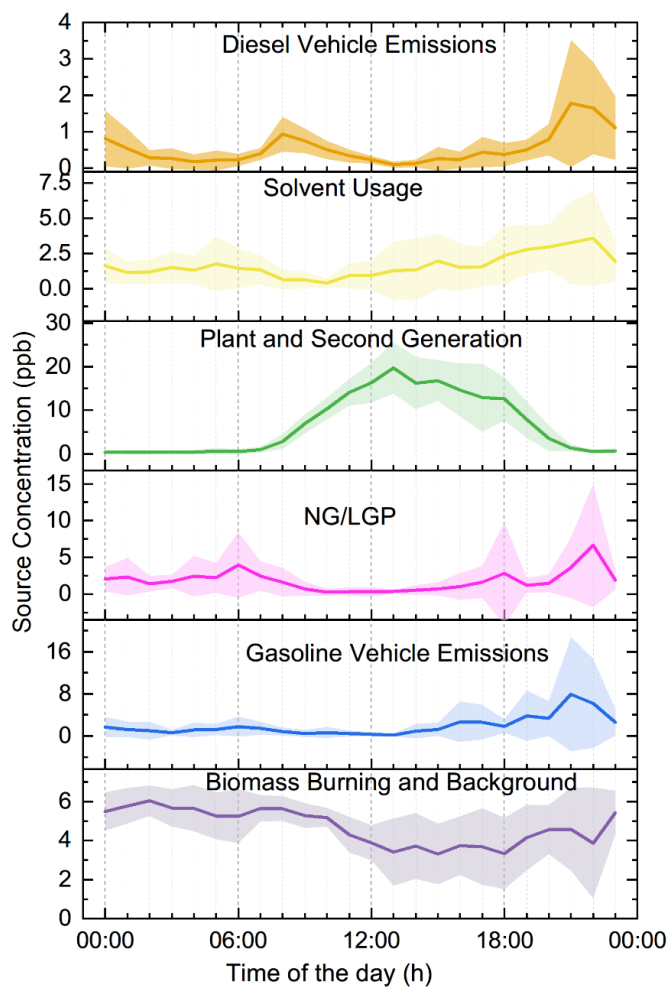 Source Concentration (ppb)
Diesel Vehicle Emissions
4
3
2
1
0
Solvent Usage
7.5
5.0
2.5
0.0
Plant and Second Generation
30
20
10
0
NG/LGP
15
10
5
0
Gasoline Vehicle Emissions
16
8
0
Biomass Burning and Background
6
4
2
0
00:00 06:00 12:00 18:00 00:00
Time of the day (h)